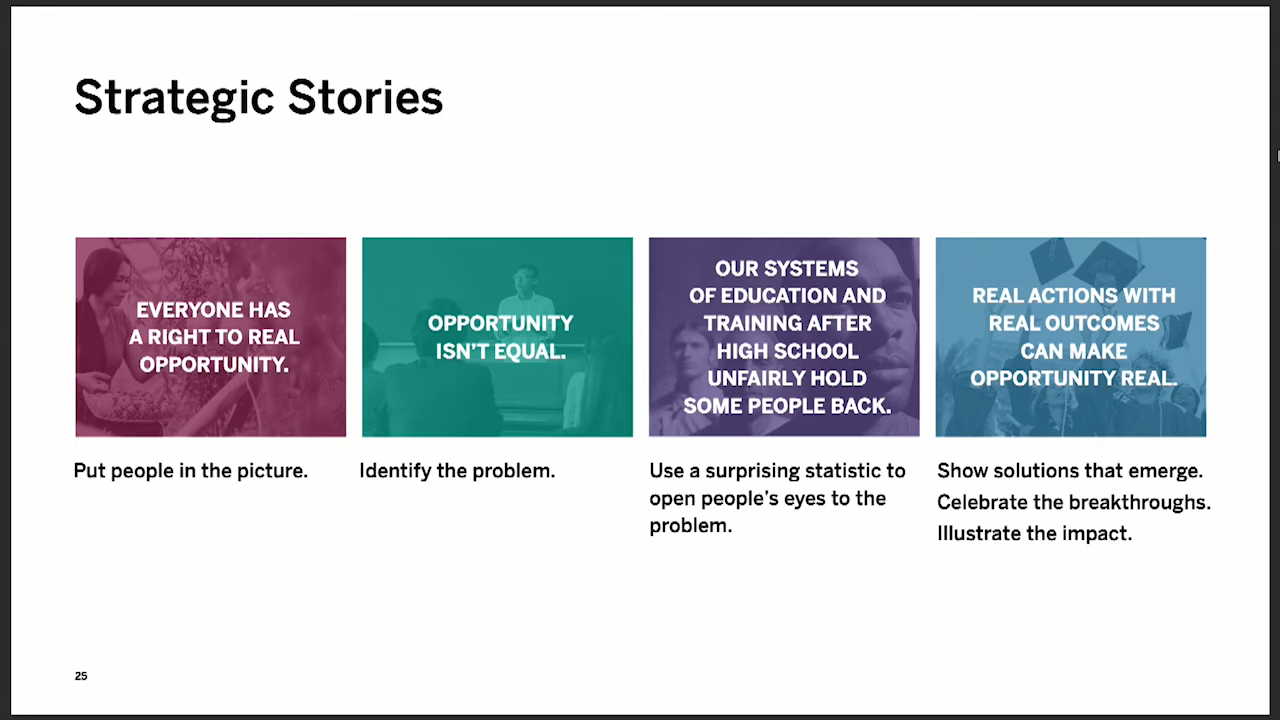 Strategic Stories
EVERYONE HAS
A RIGHT TO REAL
OPPORTUNITY.
OPPORTUNITY
ISN'T EQUAL.
OUR SYSTEMS
OF EDUCATION AND
TRAINING AFTER
HIGH SCHOOL
UNFAIRLY HOLD
SOME PEOPLE BACK.
REAL ACTIONS WITH
REAL OUTCOMES
CAN MAKE
OPPORTUNITY REAL.
Put people in the picture.
Identify the problem.
Use a surprising statistic to
open people's eyes to the
problem.
Show solutions that emerge.
Celebrate the breakthroughs.
Illustrate the impact.
25